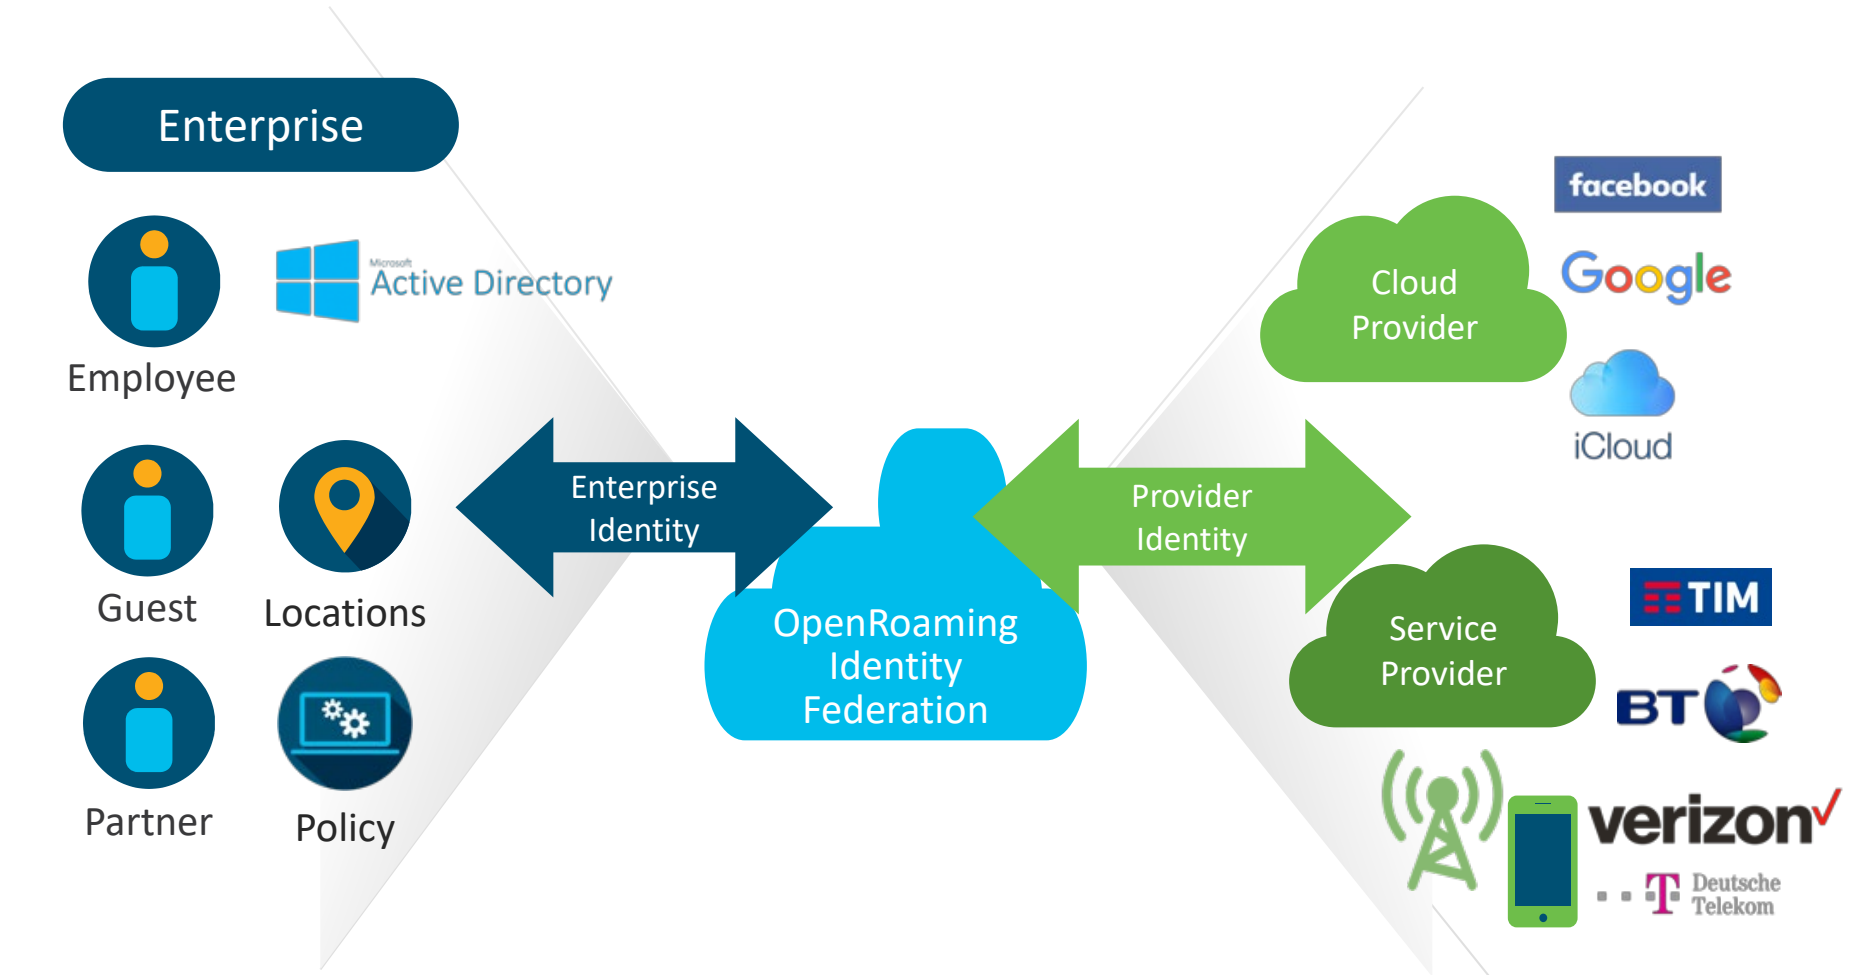 Enterprise
Microsoft
Active Directory
Employee
Guest
Locations
Partner
Policy
Enterprise
Identity
OpenRoaming
Identity
Federation
Provider
Identity
Cloud
Provider
facebook
Google
iCloud
Service
Provider
TIM
BT
verizon
T
Deutsche
Telekom